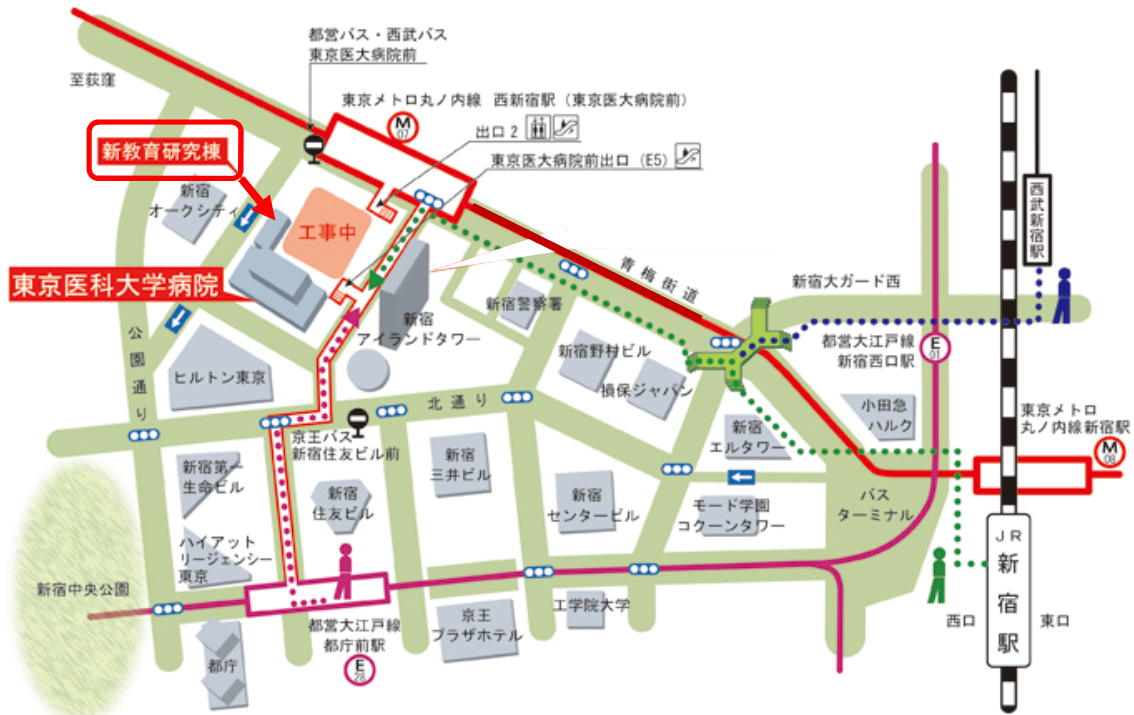 都営バス・西武バス
東京医大病院前
至荻窪
東京メトロ丸ノ内線 西新宿駅（東京医大病院前）
M
07
出口 2
東京医大病院前出口（E5）
新教育研究棟
新宿
オークシティ
工事中
東京医科大学病院
西武新宿駅
青梅街道
新宿大ガード西
新宿警察署
新宿
アイランドタワー
都営大江戸線
新宿西口駅
E
01
公園通り
ヒルトン東京
新宿野村ビル
損保ジャパン
北通り
小田急
ハルク
東京メトロ
丸ノ内線新宿駅
M
08
新宿
エルタワー
京王バス
新宿住友ビル前
新宿第一
生命ビル
新宿
三井ビル
新宿
住友ビル
新宿
センタービル
モード学園
コクーンタワー
バス
ターミナル
ハイアット
リージェンシー
東京
JR
新宿駅
新宿中央公園
工学院大学
京王
プラザホテル
西口
東口
都営大江戸線
都庁前駅
E
28
都庁